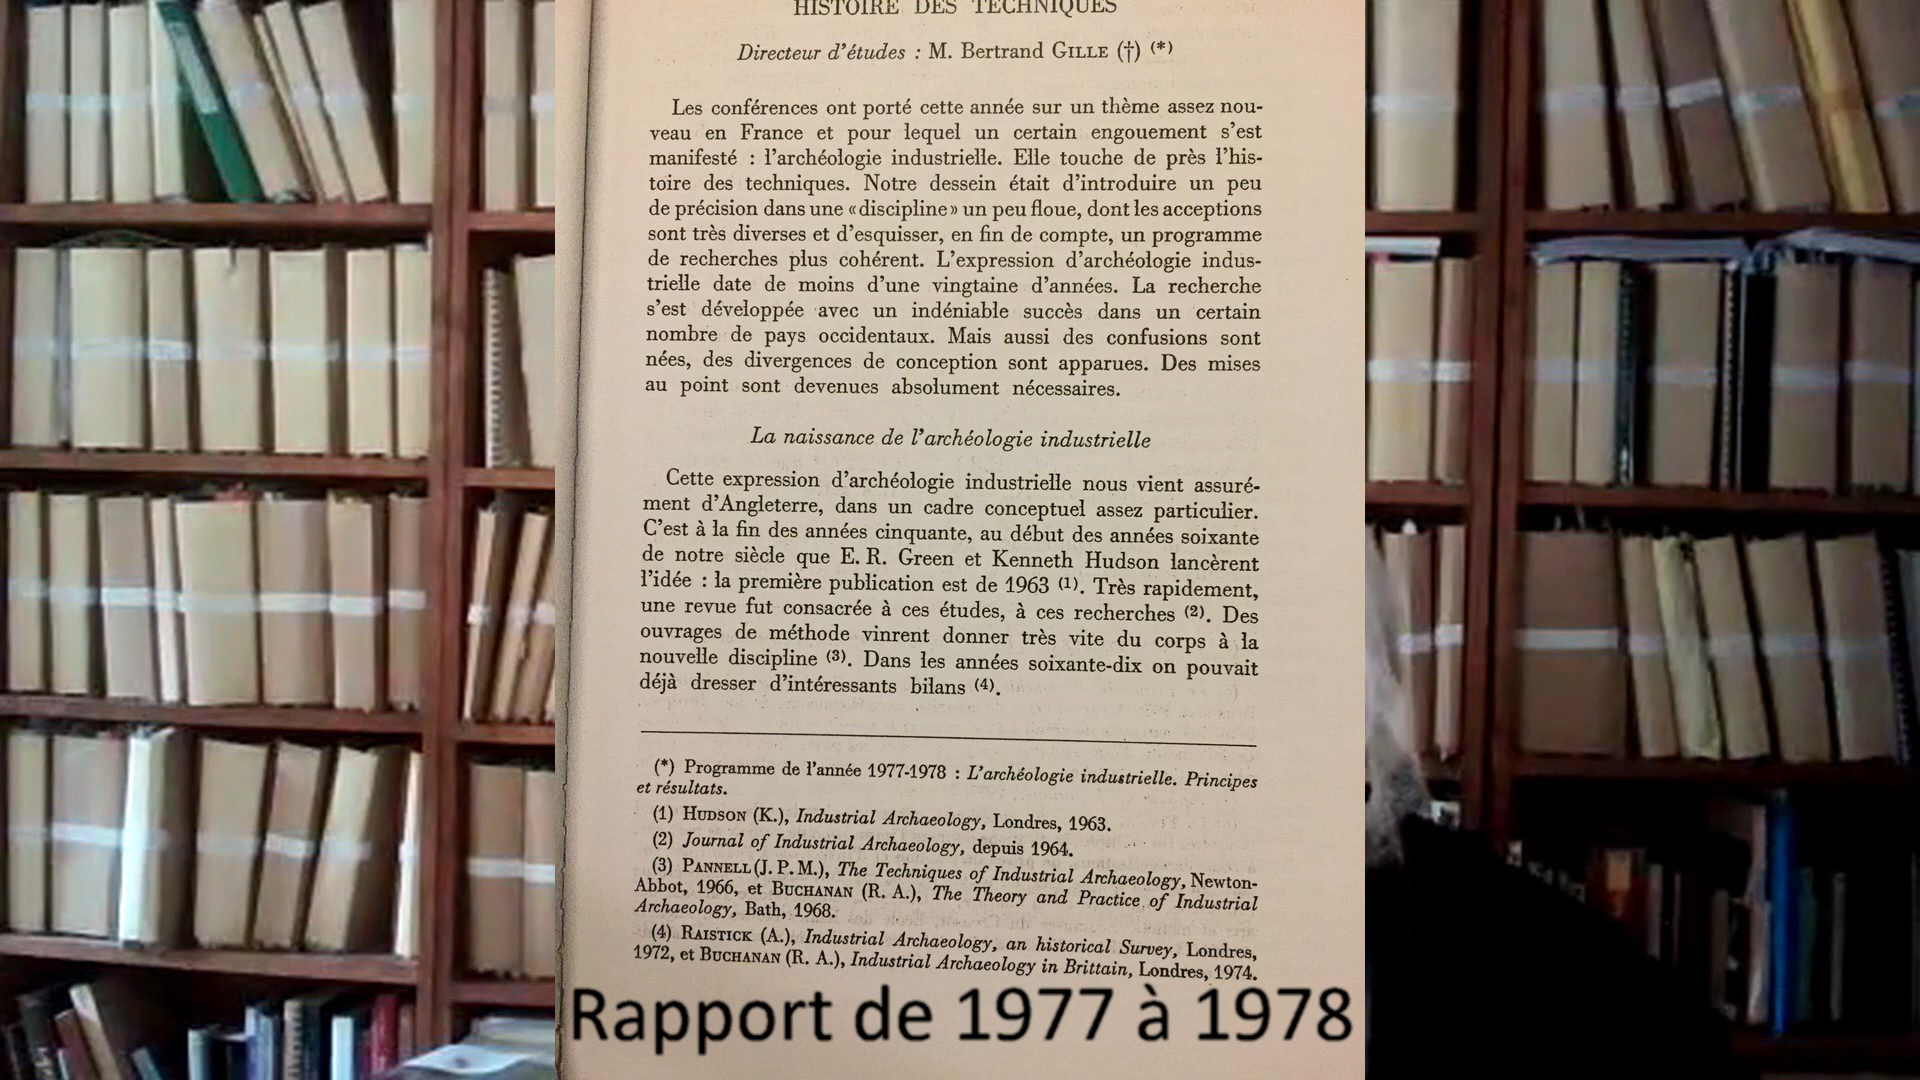 HISTOIRE DES TECHNIQUES
Directeur d'études : M. Bertrand GILLE (†) (*)
Les conférences ont porté cette année sur un thème assez nou-
veau en France et pour lequel un certain engouement s'est
manifesté : l'archéologie industrielle. Elle touche de près l'his-
toire des techniques. Notre dessein était d'introduire un peu
de précision dans une «discipline» un peu floue, dont les acceptions
sont très diverses et d'esquisser, en fin de compte, un programme
de recherches plus cohérent. L'expression d'archéologie indus-
trielle date de moins d'une vingtaine d'années. La recherche
s'est développée avec un indéniable succès dans un certain
nombre de pays occidentaux. Mais aussi des confusions sont
nées, des divergences de conception sont apparues. Des mises
au point sont devenues absolument nécessaires.
La naissance de l'archéologie industrielle
Cette expression d'archéologie industrielle nous vient assuré-
ment d'Angleterre, dans un cadre conceptuel assez particulier.
C'est à la fin des années cinquante, au début des années soixante
de notre siècle que E. R. Green et Kenneth Hudson lancèrent
l'idée : la première publication est de 1963 (1). Très rapidement,
une revue fut consacrée à ces études, à ces recherches (2). Des
ouvrages de méthode vinrent donner très vite du corps à la
nouvelle discipline (3). Dans les années soixante-dix on pouvait
déjà dresser d'intéressants bilans (4).
(*) Programme de l'année 1977-1978 : L'archéologie industrielle. Principes
et résultats.
(1) HUDSON (K.), Industrial Archaeology, Londres, 1963.
(2) Journal of Industrial Archaeology, depuis 1964.
(3) PANNELL (J. P. M.), The Techniques of Industrial Archaeology, Newton-
Abbot, 1966, et BUCHANAN (R. A.), The Theory and Practice of Industrial
Archaeology, Bath, 1968.
(4) RAISTICK (A.), Industrial Archaeology, an historical Survey, Londres,
1972, et BUCHANAN (R. A.), Industrial Archaeology in Brittain, Londres, 1974.
Rapport de 1977 à 1978